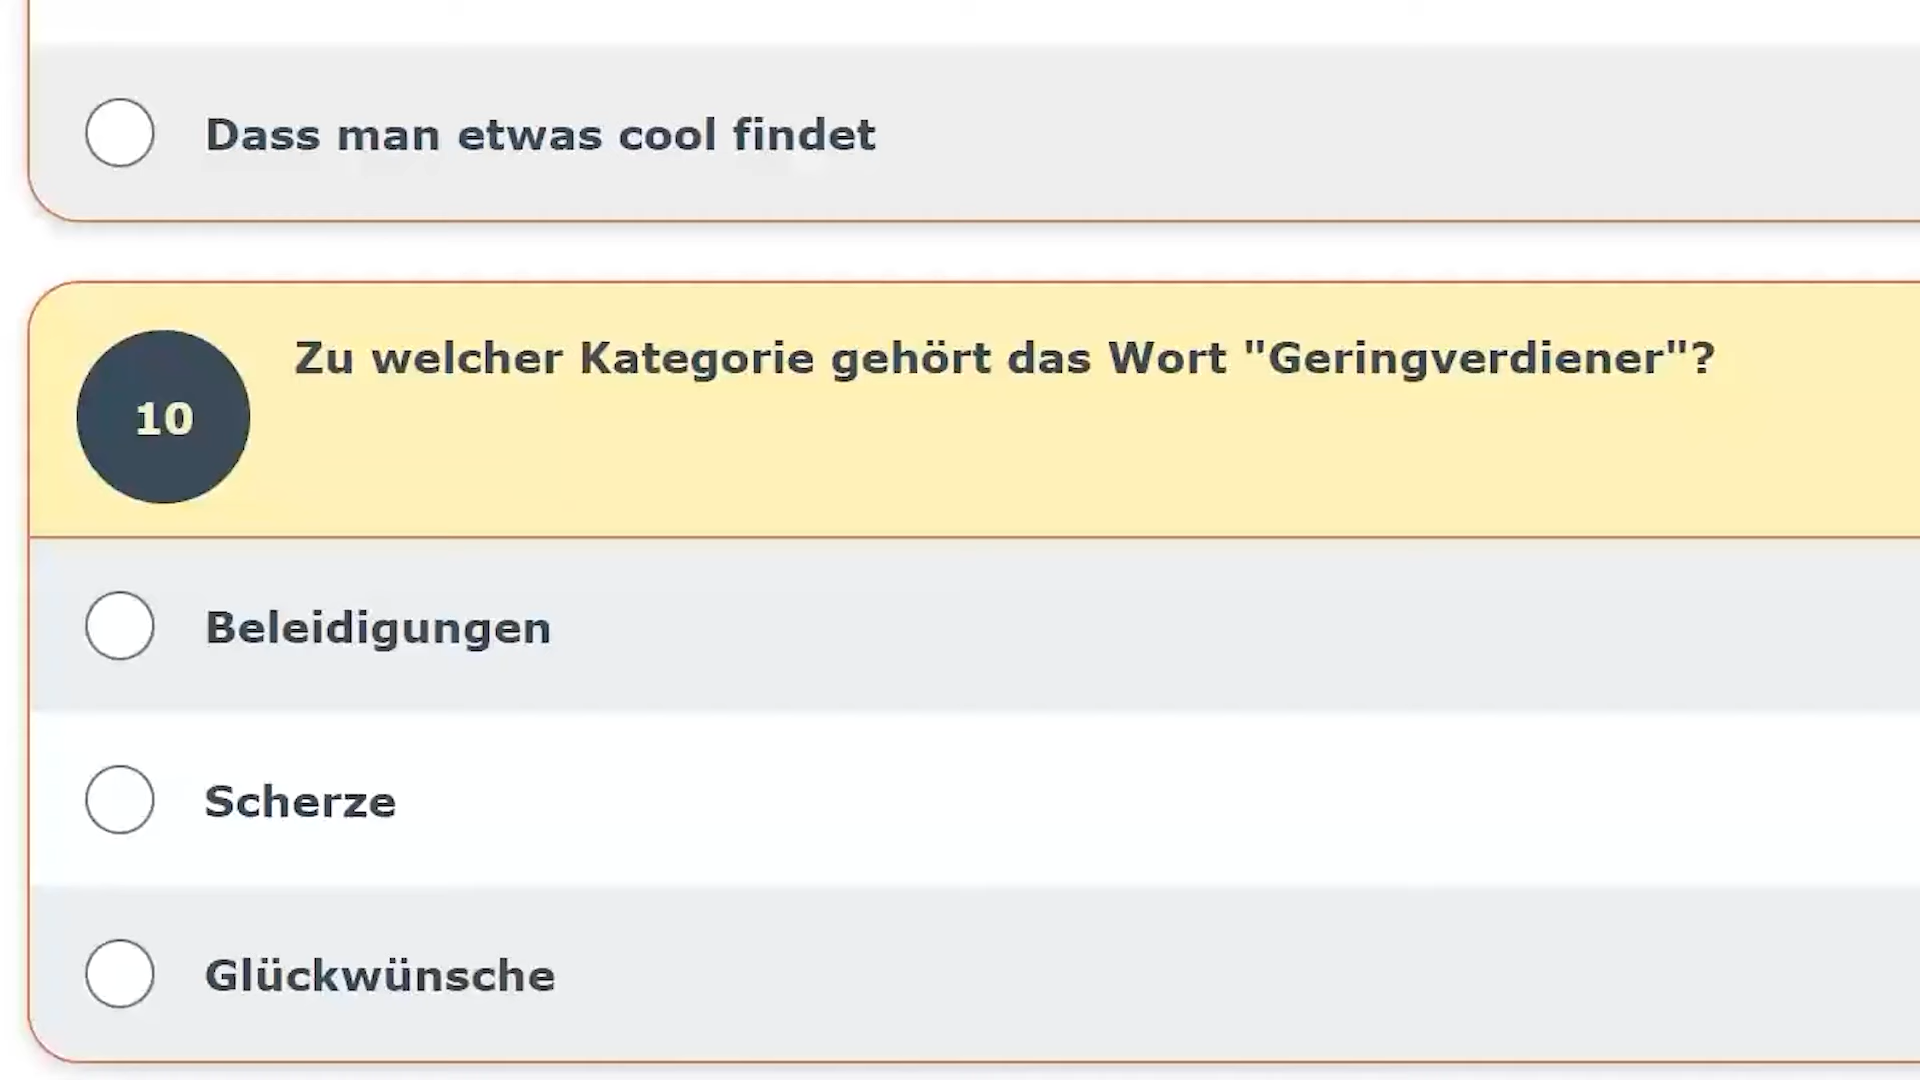 Dass man etwas cool findet
10
Zu welcher Kategorie gehört das Wort "Geringverdiener"?
Beleidigungen
Scherze
Glückwünsche